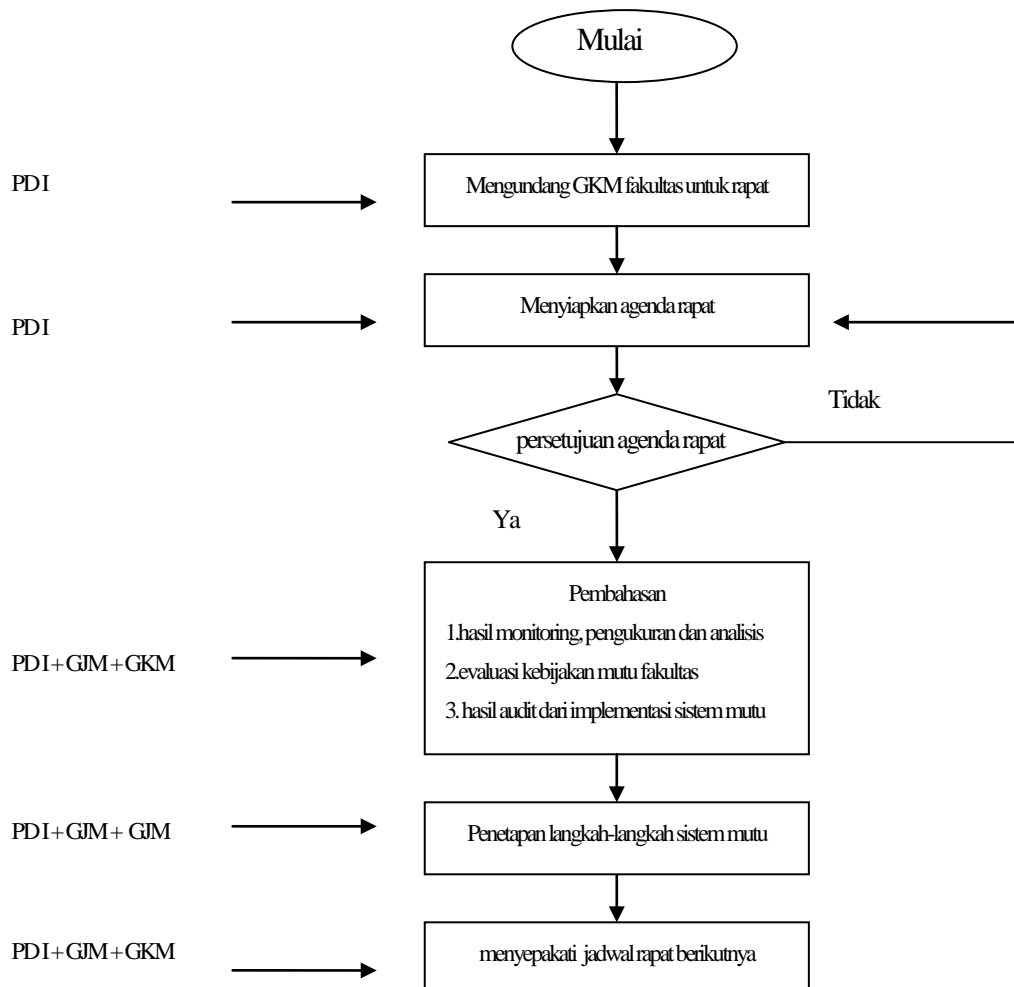 Mulai
PDI
Mengundang GKM fakultas untuk rapat
PDI
Menyiapkan agenda rapat
Tidak
persetujuan agenda rapat
Ya
Pembahasan
1.hasil monitoring, pengukuran dan analisis
2.evaluasi kebijakan mutu fakultas
3. hasil audit dari implementasi sistem mutu
PDI + GJM + GKM
PDI + GJM + GJM
Penetapan langkah-langkah sistem mutu
PDI + GJM + GKM
menyepakati jadwal rapat berikutnya